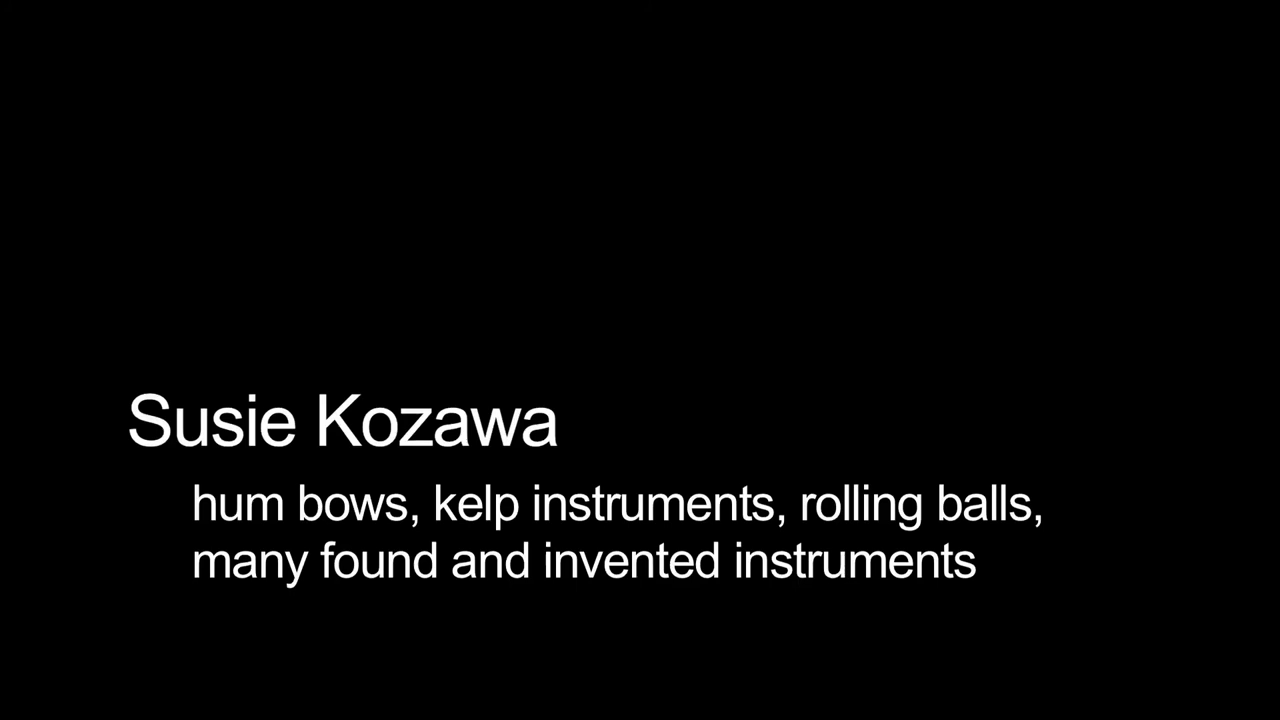 Susie Kozawa
hum bows, kelp instruments, rolling balls,
many found and invented instruments